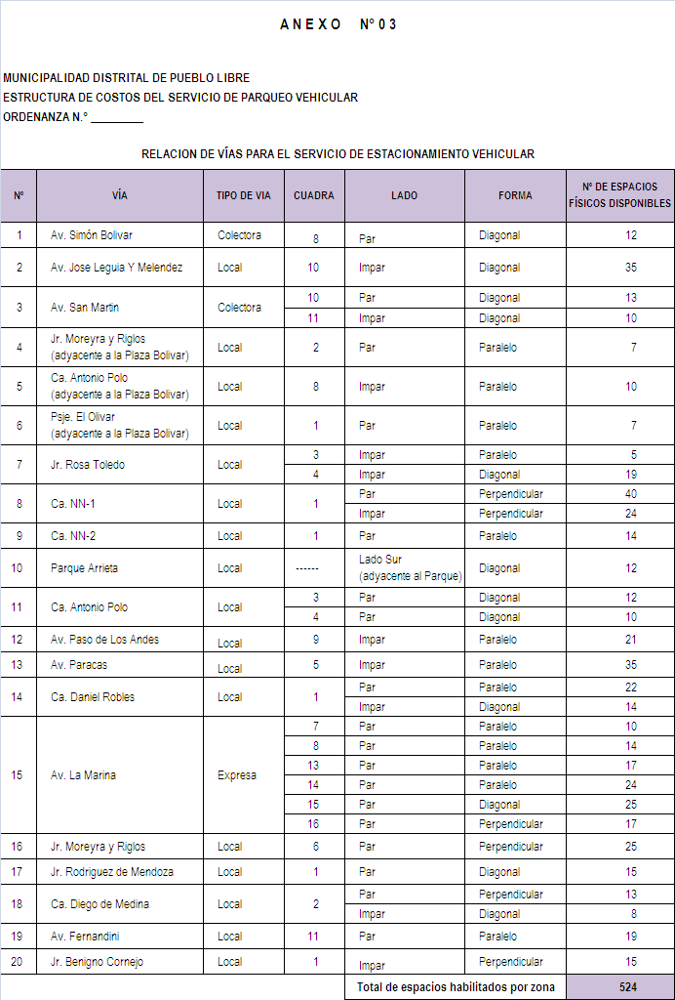 ANEXO Nº 03
MUNICIPALIDAD DISTRITAL DE PUEBLO LIBRE
ESTRUCTURA DE COSTOS DEL SERVICIO DE PARQUEO VEHICULAR
ORDENANZA N.° ________
RELACION DE VÍAS PARA EL SERVICIO DE ESTACIONAMIENTO VEHICULAR
Nº VÍA TIPO DE VIA CUADRA LADO FORMA Nº DE ESPACIOS
FÍSICOS DISPONIBLES
1 Av. Simón Bolivar Colectora 8 Par Diagonal 12
2 Av. Jose Leguia Y Melendez Local 10 Impar Diagonal 35
3 Av. San Martin Colectora 10 Par Diagonal 13
11 Impar Diagonal 10
4 Jr. Moreyra y Riglos
(adyacente a la Plaza Bolivar) Local 2 Par Paralelo 7
5 Ca. Antonio Polo
(adyacente a la Plaza Bolivar) Local 8 Impar Paralelo 10
6 Psje. El Olivar
(adyacente a la Plaza Bolivar) Local 1 Par Paralelo 7
7 Jr. Rosa Toledo Local 3 Impar Paralelo 5
4 Impar Diagonal 19
8 Ca. NN-1 Local 1 Par Perpendicular 40
Impar Perpendicular 24
9 Ca. NN-2 Local 1 Par Paralelo 14
10 Parque Arrieta Local ------ Lado Sur
(adyacente al Parque) Diagonal 12
11 Ca. Antonio Polo Local 3 Par Diagonal 12
4 Par Diagonal 10
12 Av. Paso de Los Andes Local 9 Impar Paralelo 21
13 Av. Paracas Local 5 Impar Paralelo 35
14 Ca. Daniel Robles Local 1 Par Paralelo 22
Impar Diagonal 14
15 Av. La Marina Expresa 7 Par Paralelo 10
8 Par Paralelo 14
13 Par Paralelo 17
14 Par Paralelo 24
15 Par Diagonal 25
16 Par Perpendicular 17
16 Jr. Moreyra y Riglos Local 6 Par Perpendicular 25
17 Jr. Rodriguez de Mendoza Local 1 Par Diagonal 15
18 Ca. Diego de Medina Local 2 Par Perpendicular 13
Impar Diagonal 8
19 Av. Fernandini Local 11 Par Paralelo 19
20 Jr. Benigno Cornejo Local 1 Impar Perpendicular 15
Total de espacios habilitados por zona 524